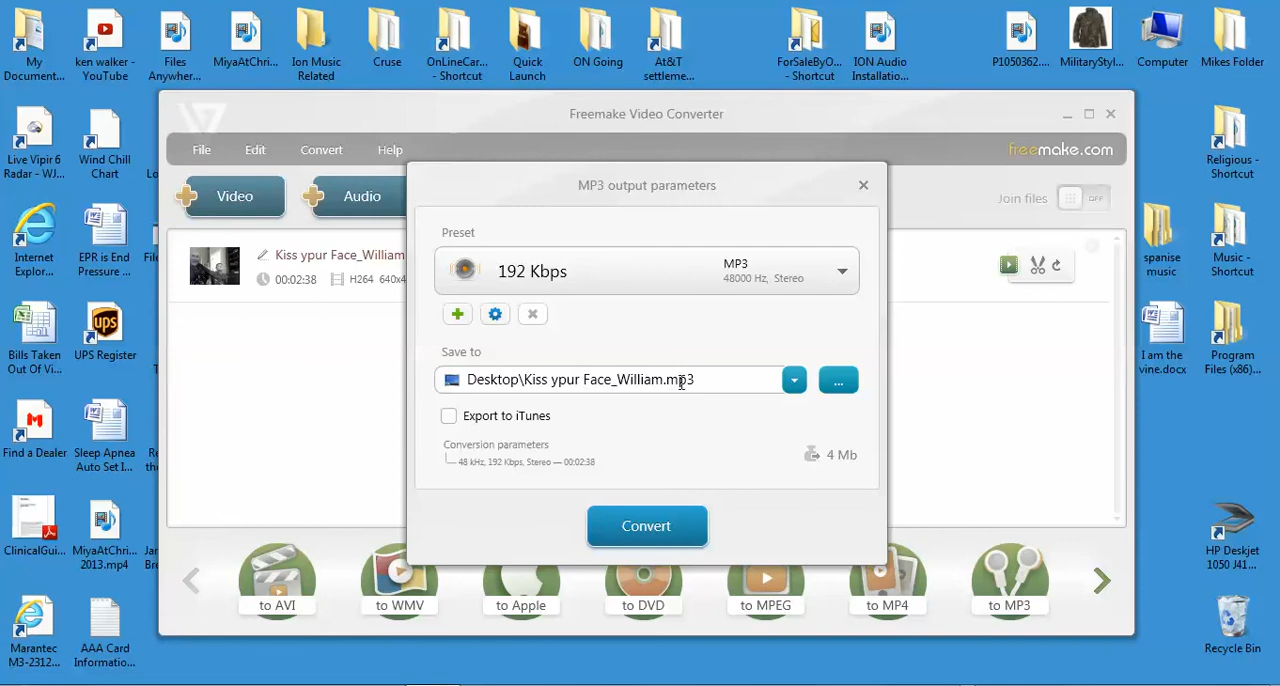 My
Document...
ken walker -
YouTube
Files
Anywher...
MiyaAtChri...
Ion Music
Related
Cruse
OnLineCar...
- Shortcut
Quick
Launch
ON Going
At&T
settleme...
ForSaleByO...
- Shortcut
ION Audio
Installatio...
P1050362....
MilitaryStyl...
Computer
Mikes Folder
Freemake Video Converter
File
Edit
Convert
Help
freemake.com
Video
Audio
Join files
OFF
Kiss ypur Face_William
00:02:38
H264 640x4
MP3 output parameters
Preset
192 Kbps
MP3
48000 Hz, Stereo
Save to
Desktop\Kiss ypur Face_William.mp3
...
Export to iTunes
Conversion parameters
48 kHz, 192 Kbps, Stereo — 00:02:38
4 Mb
Convert
to AVI
to WMV
to Apple
to DVD
to MPEG
to MP4
to MP3
Live Vipir 6
Radar - WJ...
Wind Chill
Chart
Internet
Explor...
EPR is End
Pressure ...
Bills Taken
Out Of Vi...
ups
UPS Register
Find a Dealer
Sleep Apnea
Auto Set I...
ClinicalGui...
MiyaAtChri...
2013.mp4
Marantec
M3-2312...
AAA Card
Informatio...
Religious -
Shortcut
spanise
music
Music -
Shortcut
I am the
vine.docx
Program
Files (x86)...
HP Deskjet
1050 J41...
Recycle Bin